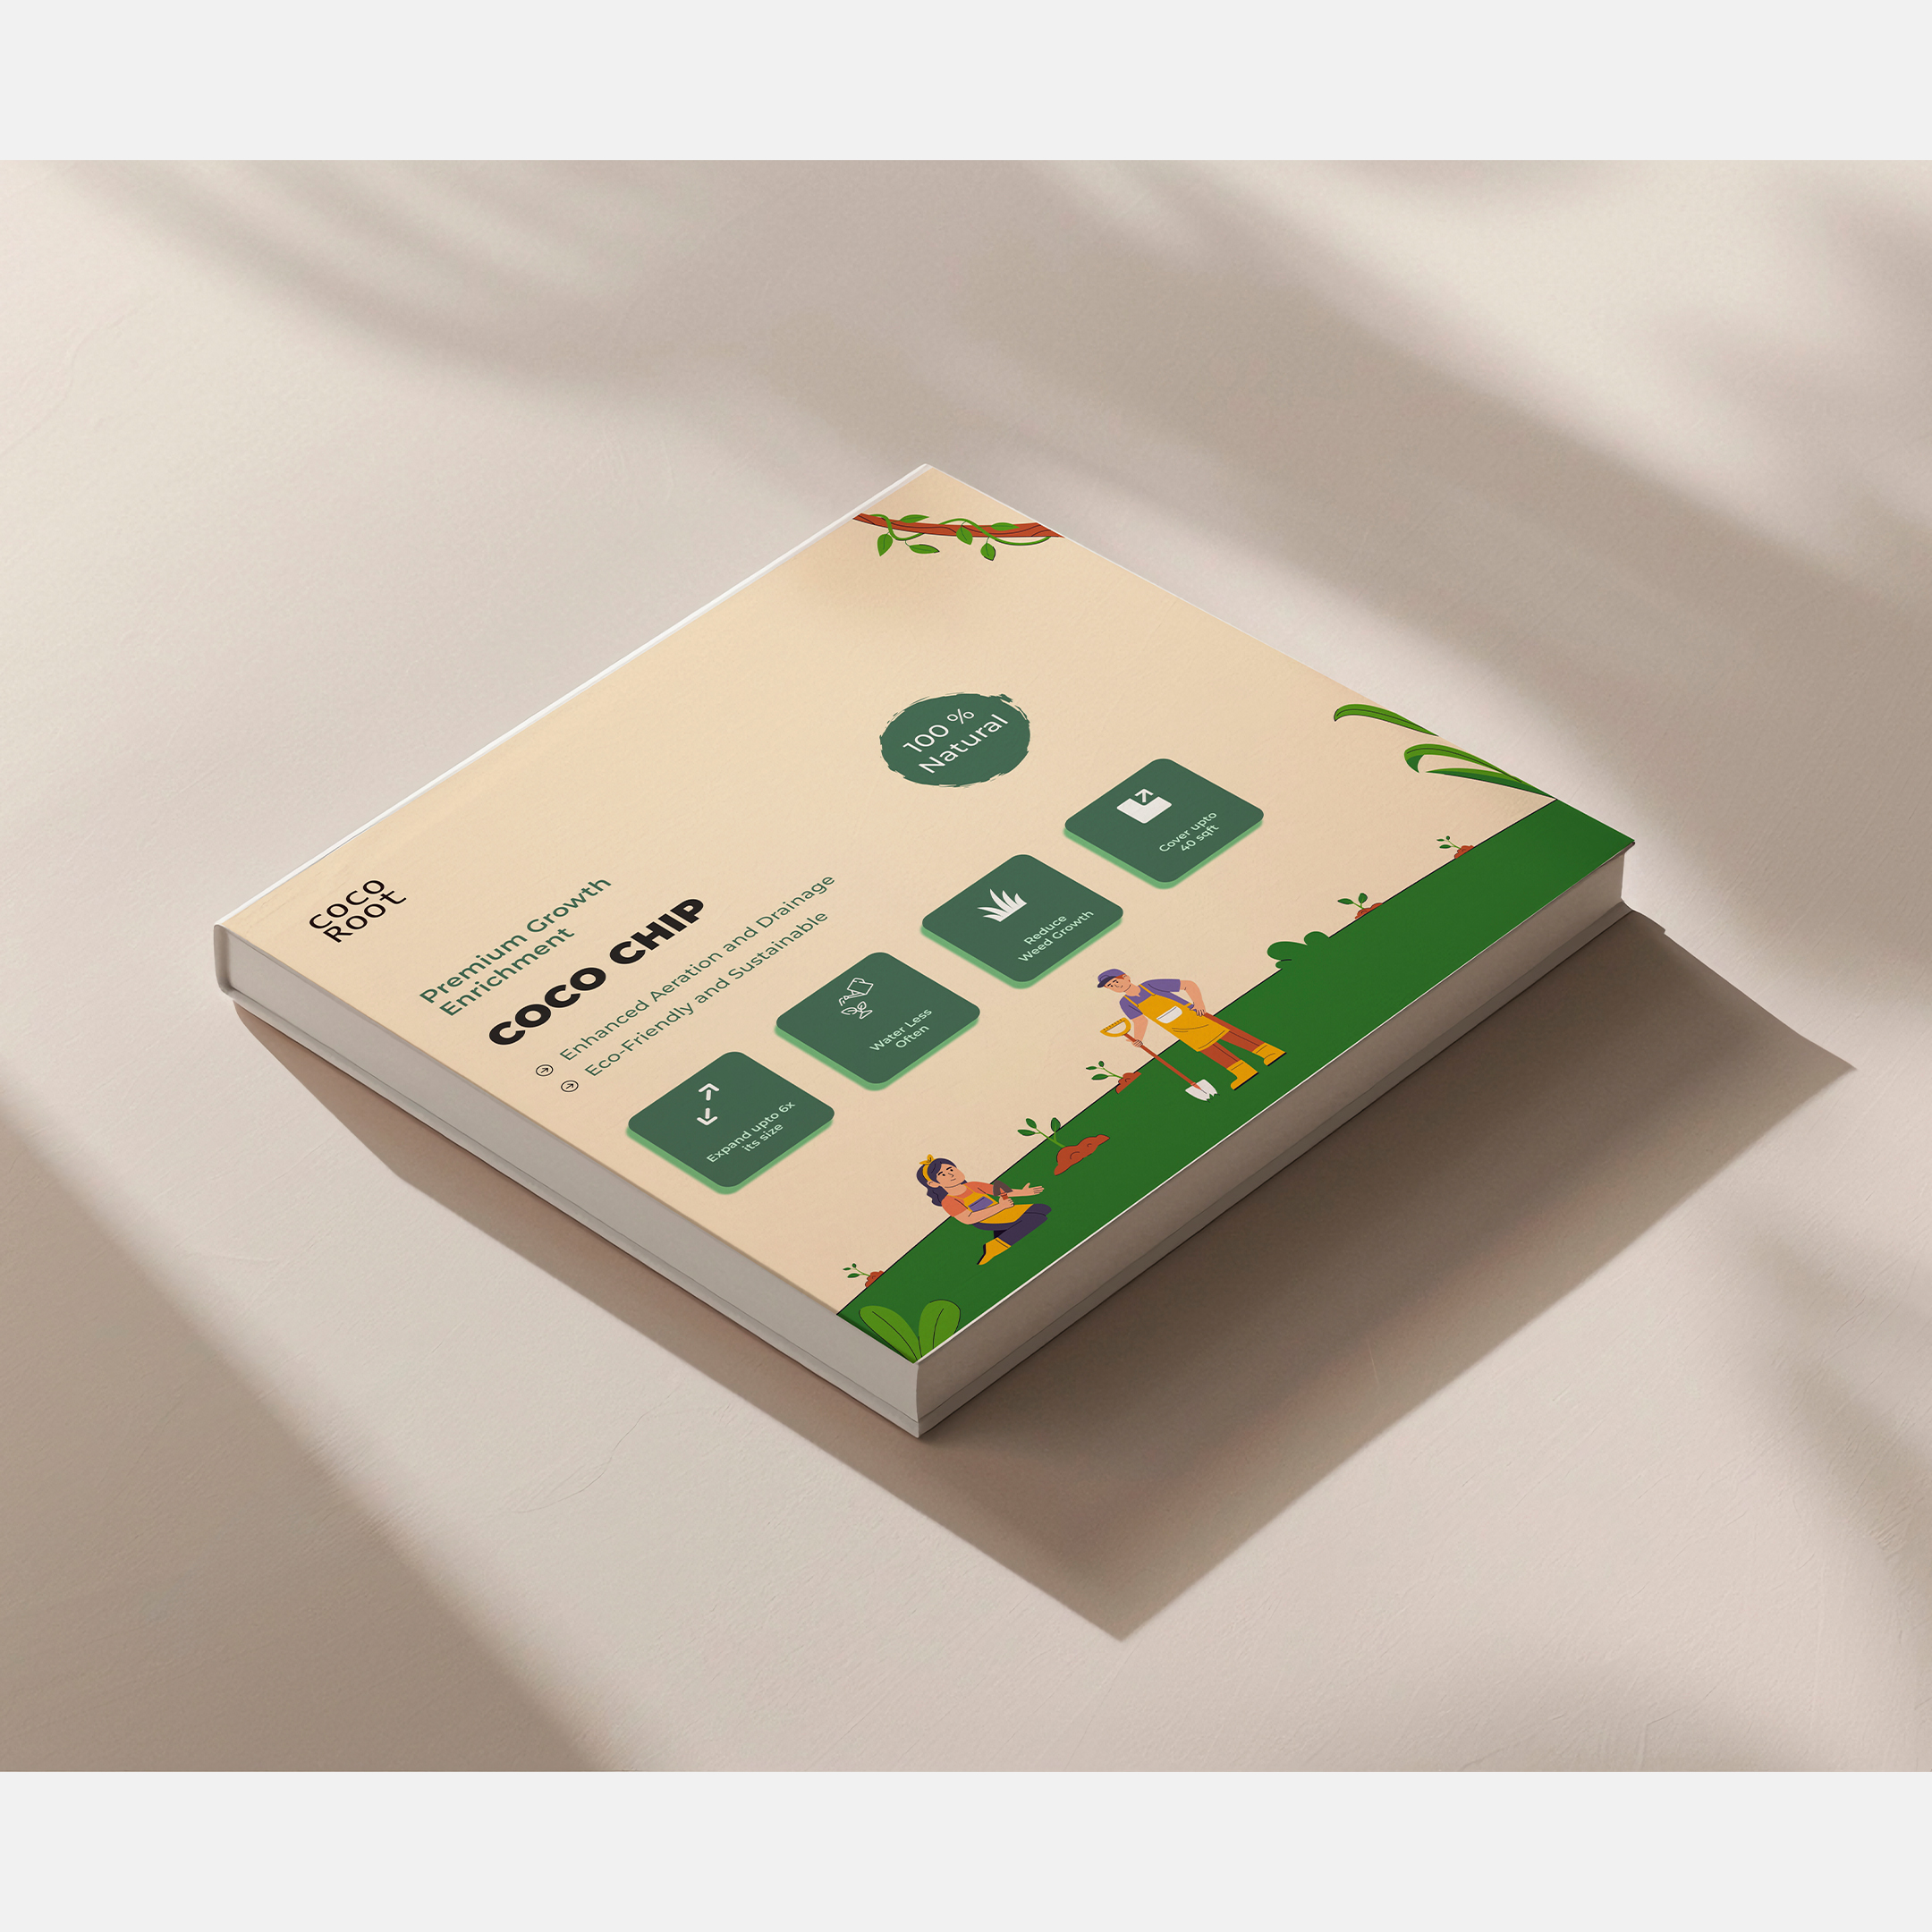 COCO
ROOt
Premium Growth
Enrichment
COCO CHIP
Enhanced Aeration and Drainage
Eco-Friendly and Sustainable
100 %
Natural
Expand upto 6x
its size
Water Less
Often
Reduce
Weed Growth
Cover upto
40 sqft